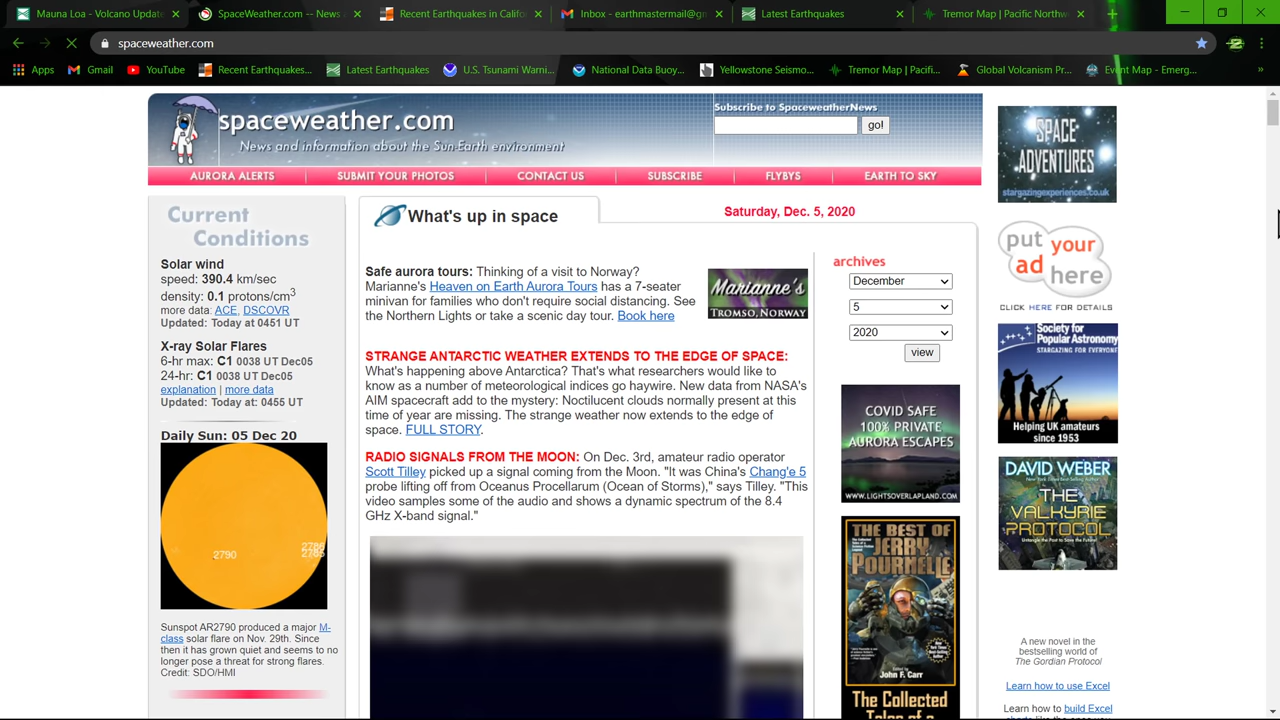 Mauna Loa - Volcano Update
SpaceWeather.com -- News
Recent Earthquakes in Califo
Inbox - earthmastermail@g
Latest Earthquakes
Tremor Map | Pacific Northw
spaceweather.com
Apps
Gmail
YouTube
Recent Earthquakes...
Latest Earthquakes
U.S. Tsunami Warni...
National Data Buoy...
Yellowstone Seismo...
Tremor Map | Pacifi...
Global Volcanism Pr...
Event Map - Emerg...
spaceweather.com
News and information about the Sun-Earth environment
Subscribe to SpaceweatherNews
go!
AURORA ALERTS
SUBMIT YOUR PHOTOS
CONTACT US
SUBSCRIBE
FLYBYS
EARTH TO SKY
Current
Conditions
Solar wind
speed: 390.4 km/sec
density: 0.1 protons/cm3
more data: ACE, DSCOVR
Updated: Today at 0451 UT
X-ray Solar Flares
6-hr max: C1 0038 UT Dec05
24-hr: C1 0038 UT Dec05
explanation | more data
Updated: Today at: 0455 UT
Daily Sun: 05 Dec 20
2790
Sunspot AR2790 produced a major M-
class solar flare on Nov. 29th. Since
then it has grown quiet and seems to no
longer pose a threat for strong flares.
Credit: SDO/HMI
What's up in space
Saturday, Dec. 5, 2020
Safe aurora tours: Thinking of a visit to Norway?
Marianne's Heaven on Earth Aurora Tours has a 7-seater
minivan for families who don't require social distancing. See
the Northern Lights or take a scenic day tour. Book here
Marianne's
TROMSO, NORWAY
STRANGE ANTARCTIC WEATHER EXTENDS TO THE EDGE OF SPACE:
What's happening above Antarctica? That's what researchers would like to
know as a number of meteorological indices go haywire. New data from NASA's
AIM spacecraft add to the mystery: Noctilucent clouds normally present at this
time of year are missing. The strange weather now extends to the edge of
space. FULL STORY.
RADIO SIGNALS FROM THE MOON: On Dec. 3rd, amateur radio operator
Scott Tilley picked up a signal coming from the Moon. "It was China's Chang'e 5
probe lifting off from Oceanus Procellarum (Ocean of Storms)," says Tilley. "This
video samples some of the audio and shows a dynamic spectrum of the 8.4
GHz X-band signal."
archives
December
5
2020
view
COVID SAFE
100% PRIVATE
AURORA ESCAPES
WWW.LIGHTSOVERLAPLAND.COM
THE BEST OF
JERRY
POURNELLE
Edited by
John F. Carr
The Collected
Tales of a
SPACE
ADVENTURES
stargazingexperiences.co.uk
put your
ad here
CLICK HERE FOR DETAILS
Society for
Popular Astronomy
STARGAZING FOR EVERYONE
Helping UK amateurs
since 1953
DAVID WEBER
THE
VALKYRIE
PROTOCOL
Untangle the Past to Save the Future!
A new novel in the
bestselling world of
The Gordian Protocol
Learn how to use Excel
Learn how to build Excel